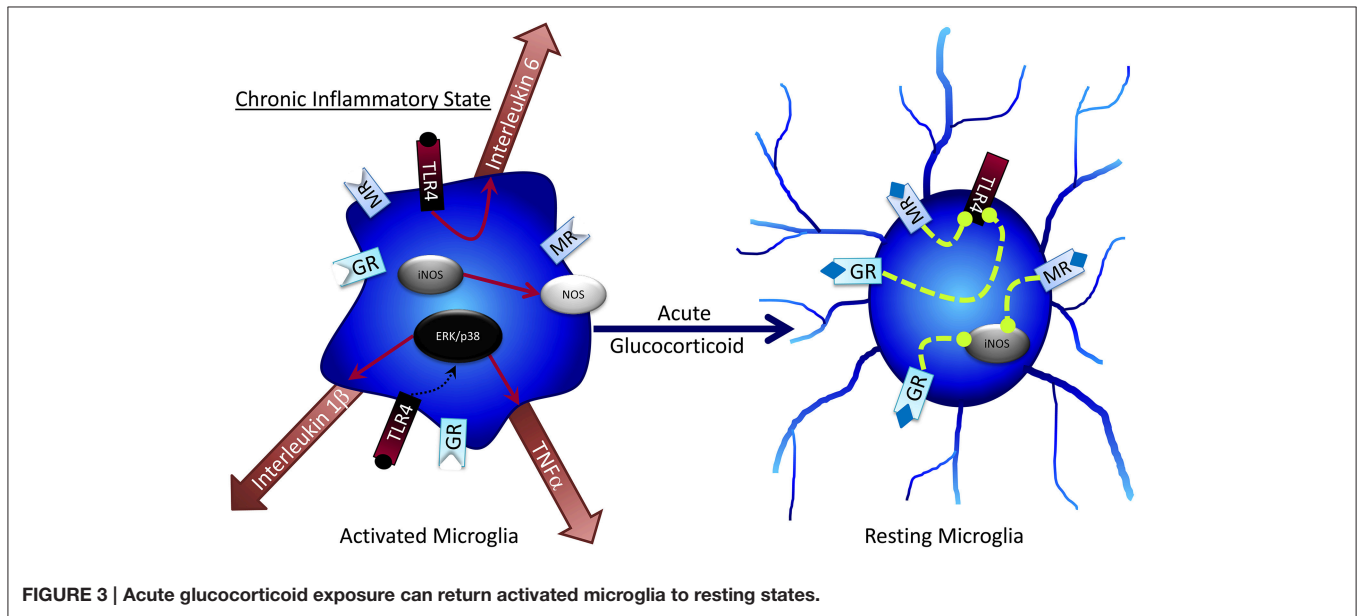 Chronic Inflammatory State
Interleukin 6
TLR4
MR
GR
MR
iNOS
NOS
ERK/p38
TLR4
GR
Interleukin 1β
TNFα
Activated Microglia
Acute
Glucocorticoid
TLR4
MR
GR
MR
iNOS
GR
Resting Microglia
FIGURE 3 | Acute glucocorticoid exposure can return activated microglia to resting states.